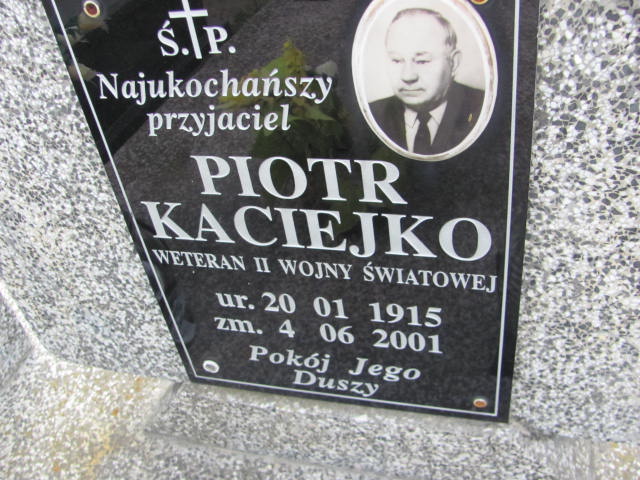 Ś.P.
Najukochańszy
przyjaciel
PIOTR
KACIEJKO
WETERAN II WOJNY ŚWIATOWEJ
ur. 20 01 1915
zm. 4 06 2001
Pokój Jego
Duszy